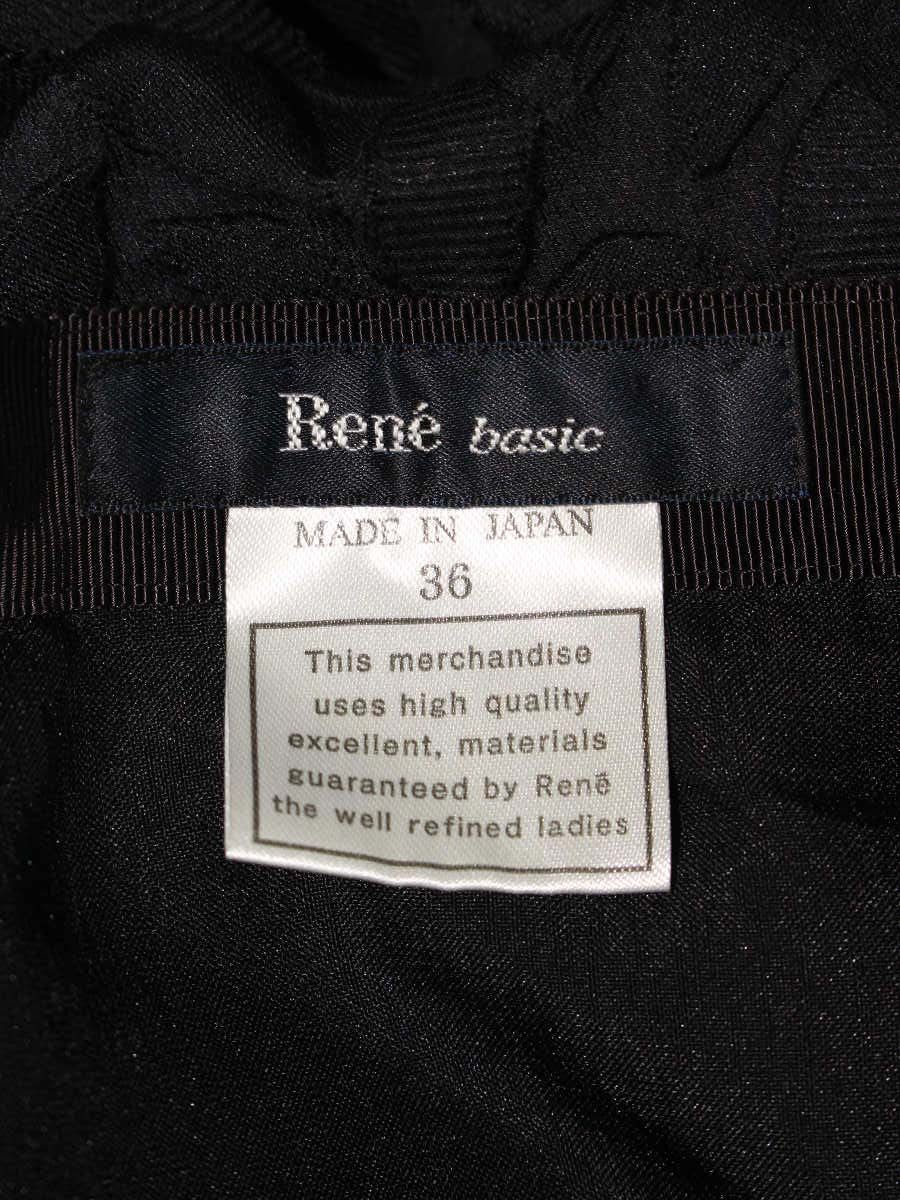 René basic
MADE IN JAPAN
36
This merchandise
uses high quality
excellent, materials
guaranteed by Renē
the well refined ladies